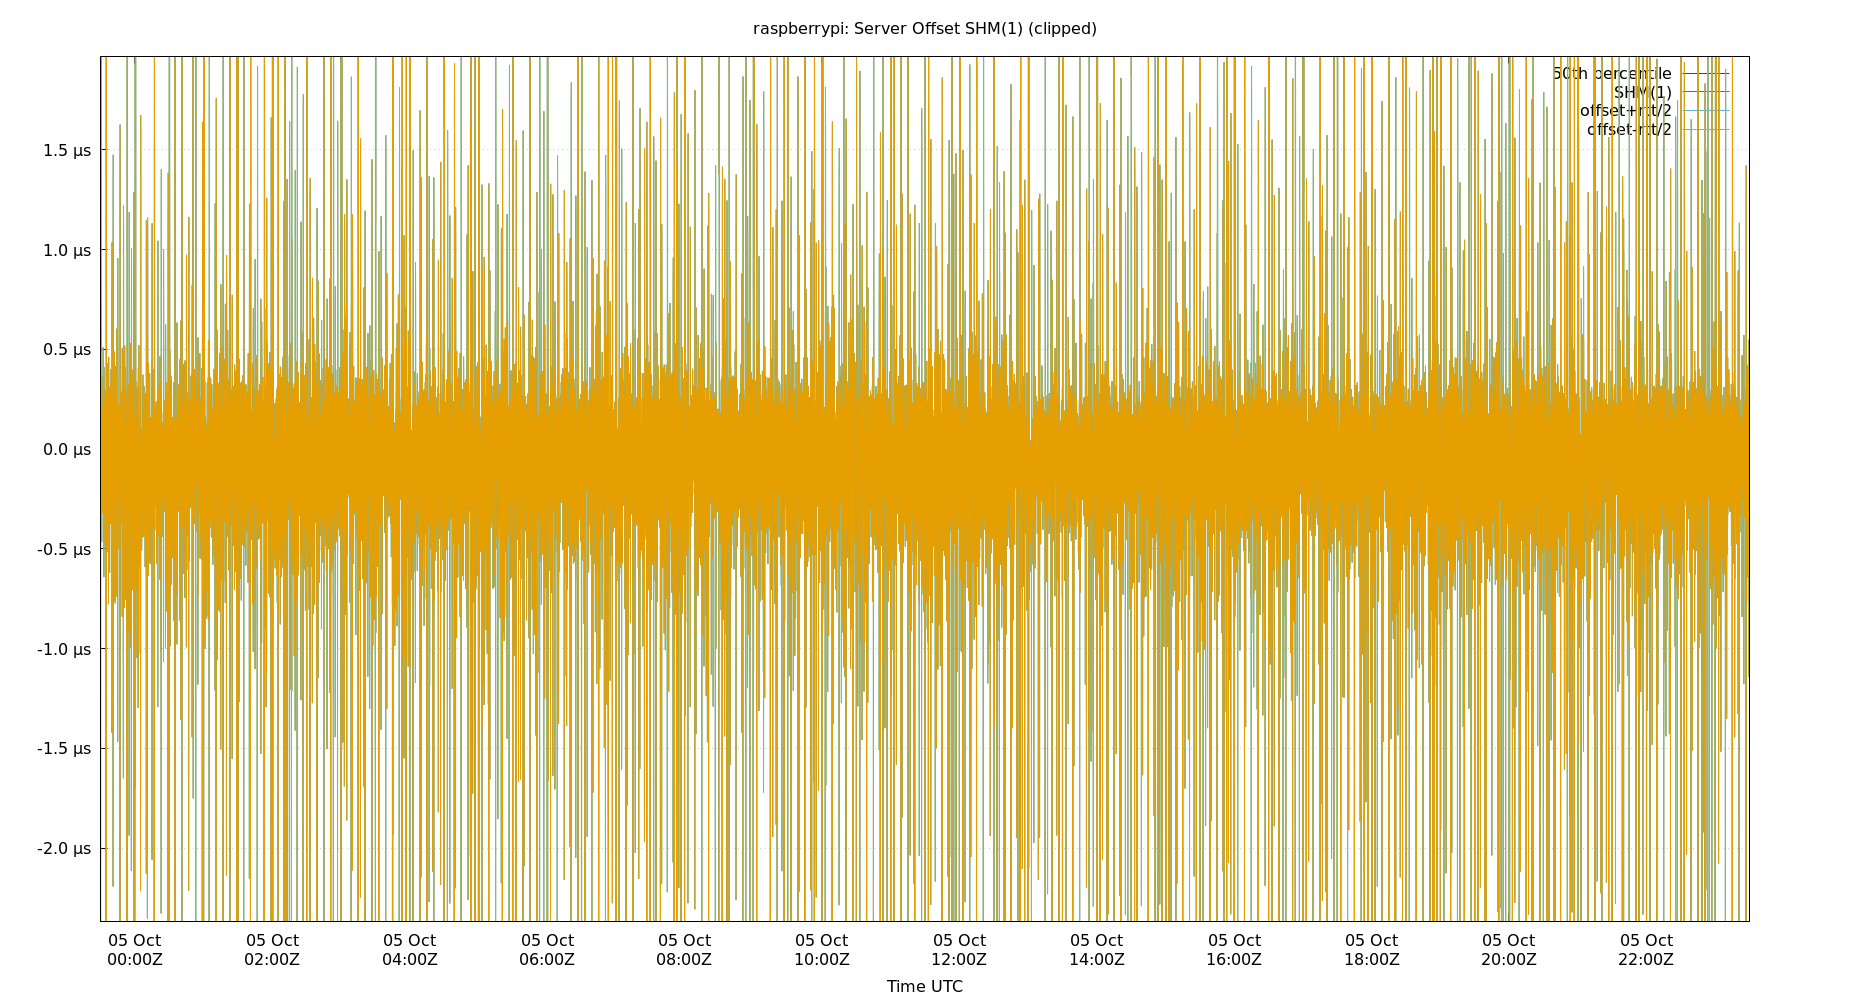 raspberrypi: Server Offset SHM(1) (clipped)
50th percentile
SHM(1)
offset+rtt/2
offset-rtt/2
1.5 µs
1.0 µs
0.5 µs
0.0 µs
-0.5 µs
-1.0 µs
-1.5 µs
-2.0 µs
05 Oct 05 Oct 05 Oct 05 Oct 05 Oct 05 Oct 05 Oct 05 Oct 05 Oct 05 Oct 05 Oct 05 Oct
00:00Z 02:00Z 04:00Z 06:00Z 08:00Z 10:00Z 12:00Z 14:00Z 16:00Z 18:00Z 20:00Z 22:00Z
Time UTC